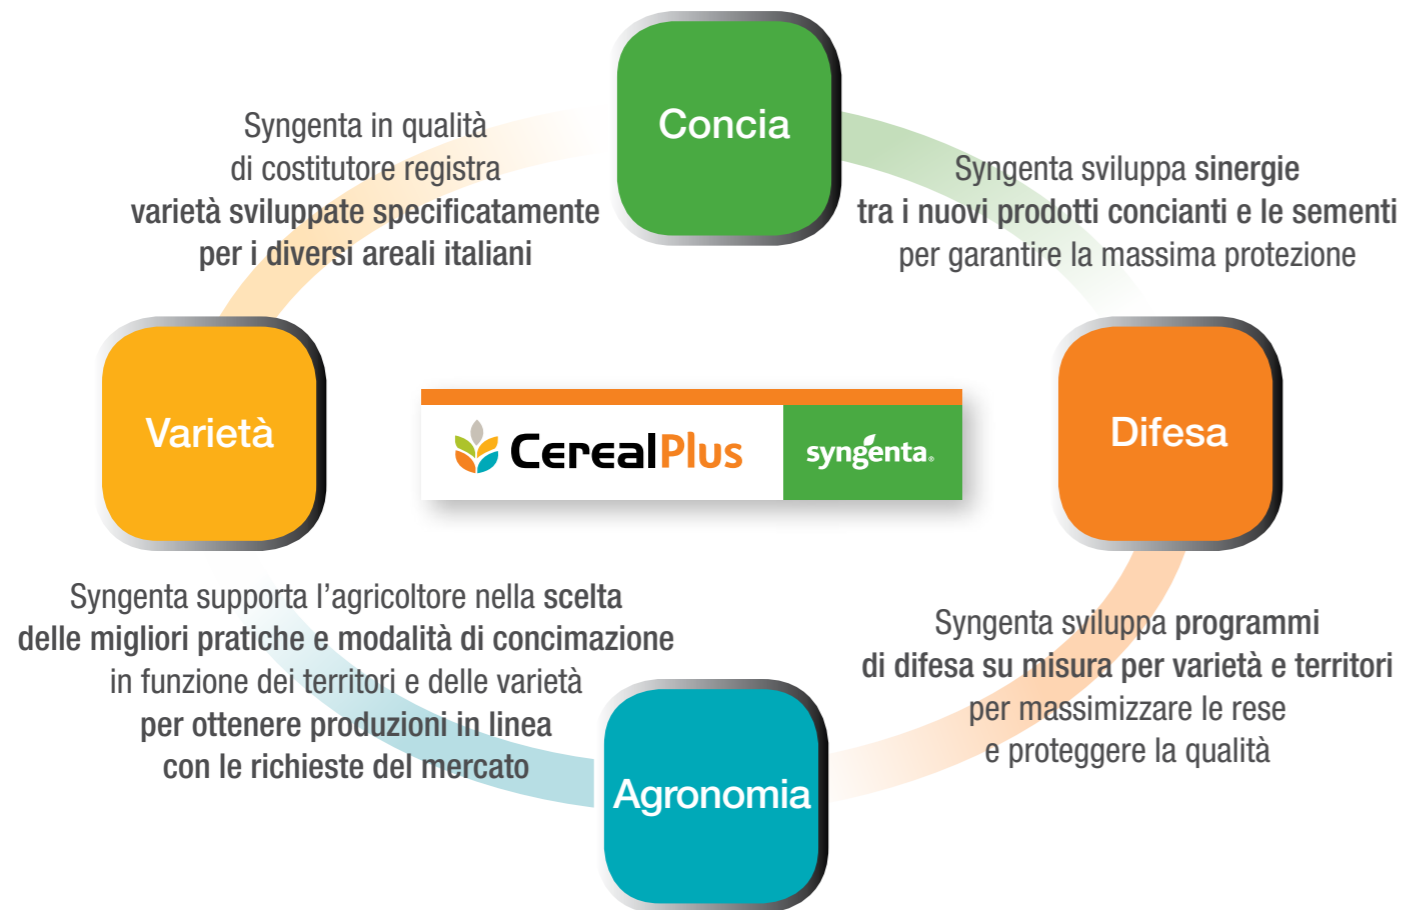 Concia
Syngenta in qualità
di costitutore registra
varietà sviluppate specificatamente
per i diversi areali italiani
Syngenta sviluppa sinergie
tra i nuovi prodotti concianti e le sementi
per garantire la massima protezione
Varietà
CerealPlus
syngenta®
Difesa
Syngenta supporta l’agricoltore nella scelta
delle migliori pratiche e modalità di concimazione
in funzione dei territori e delle varietà
per ottenere produzioni in linea
con le richieste del mercato
Syngenta sviluppa programmi
di difesa su misura per varietà e territori
per massimizzare le rese
e proteggere la qualità
Agronomia